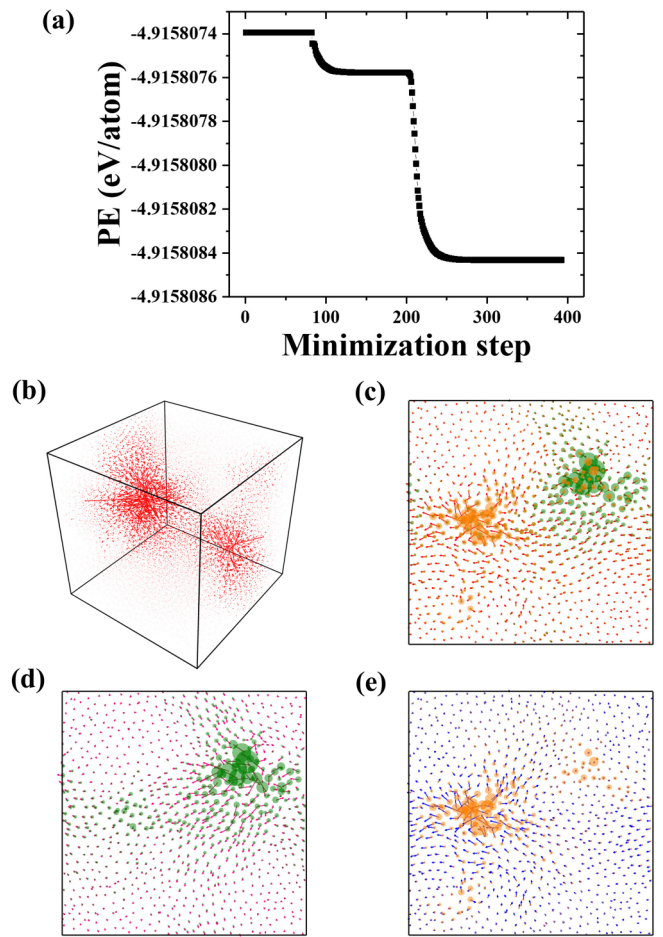 (a)
-4.9158074
-4.9158076
-4.9158078
-4.9158080
-4.9158082
-4.9158084
-4.9158086
PE (eV/atom)
0 100 200 300 400
Minimization step
(b)
(c)
(d)
(e)